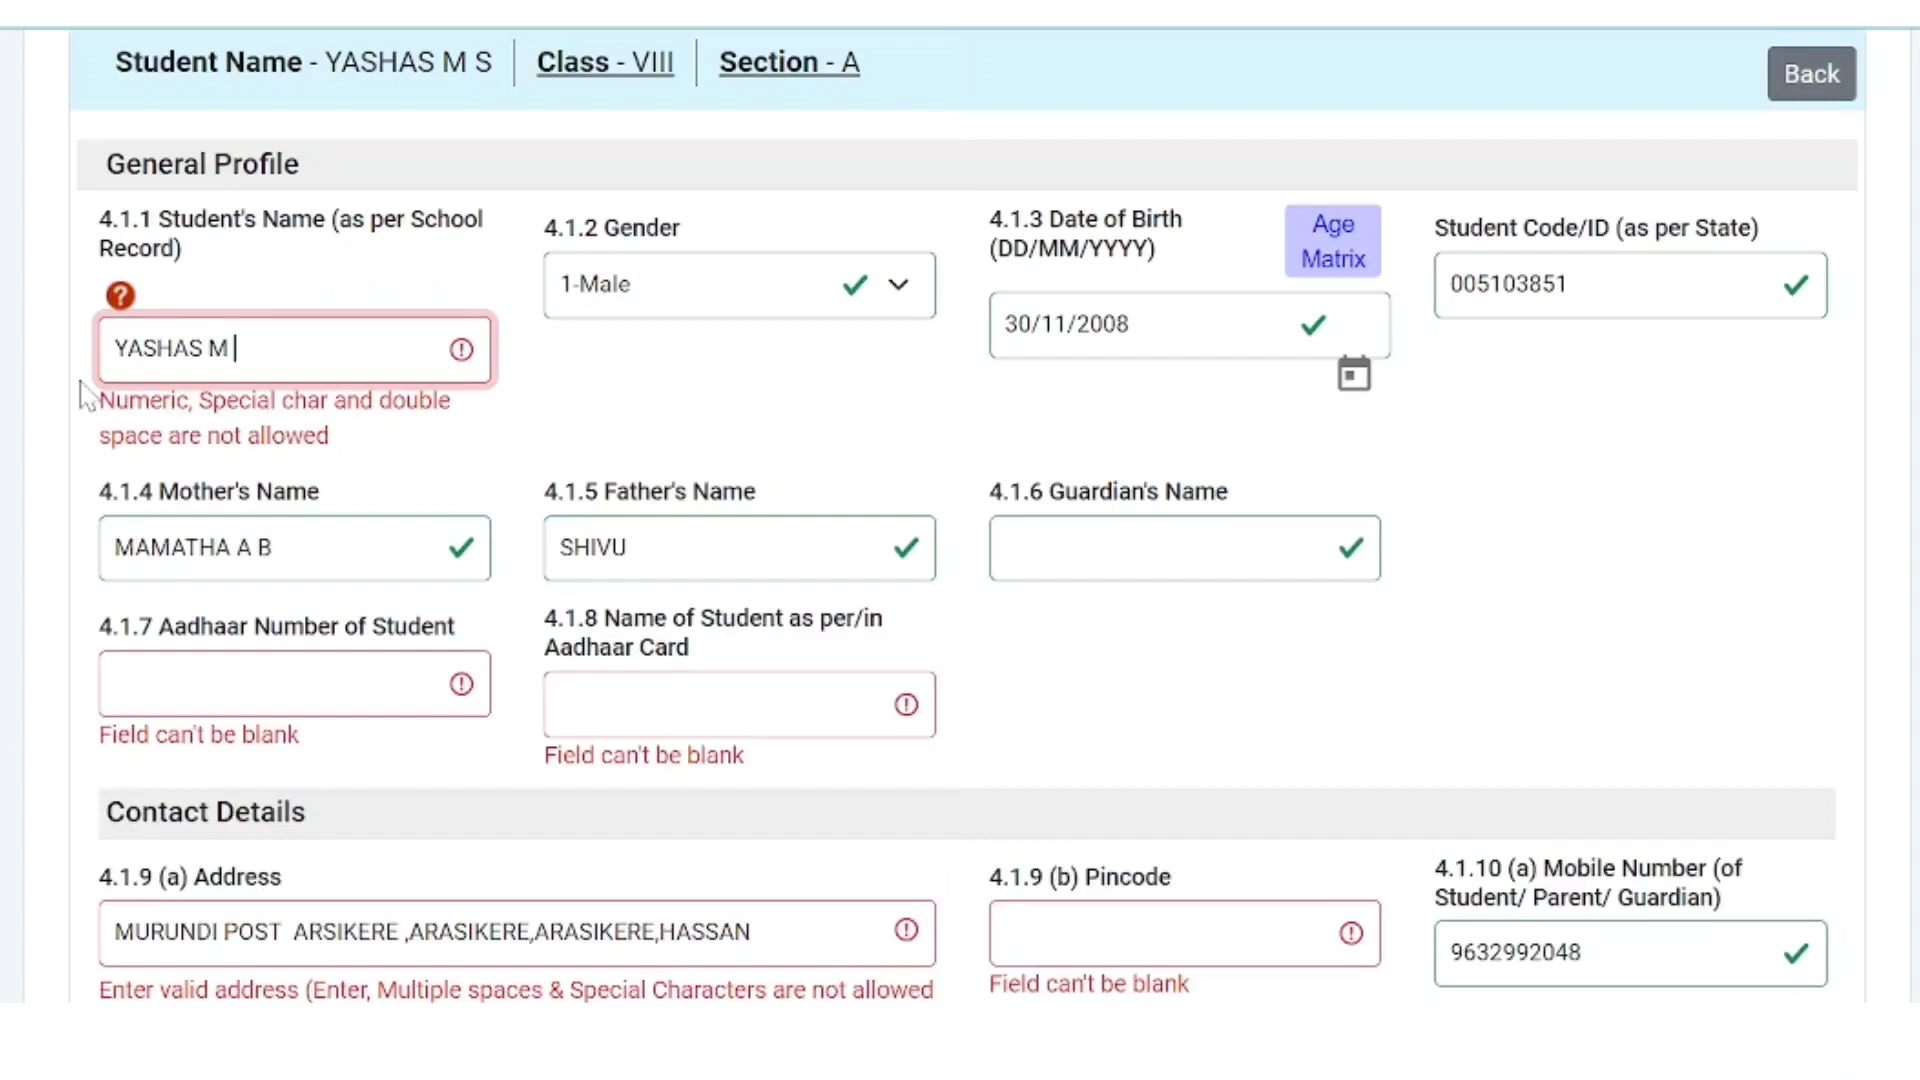 Student Name - YASHAS M S Class - VIII Section - A
Back
General Profile
4.1.1 Student's Name (as per School
Record)
?
YASHAS M
Numeric, Special char and double
space are not allowed
4.1.2 Gender
1-Male
4.1.3 Date of Birth
(DD/MM/YYYY)
Age
Matrix
30/11/2008
Student Code/ID (as per State)
005103851
4.1.4 Mother's Name
MAMATHA A B
4.1.5 Father's Name
SHIVU
4.1.6 Guardian's Name
4.1.7 Aadhaar Number of Student
Field can't be blank
4.1.8 Name of Student as per/in
Aadhaar Card
Field can't be blank
Contact Details
4.1.9 (a) Address
MURUNDI POST  ARSIKERE ,ARASIKERE,ARASIKERE,HASSAN
Enter valid address (Enter, Multiple spaces & Special Characters are not allowed
4.1.9 (b) Pincode
Field can't be blank
4.1.10 (a) Mobile Number (of
Student/ Parent/ Guardian)
9632992048